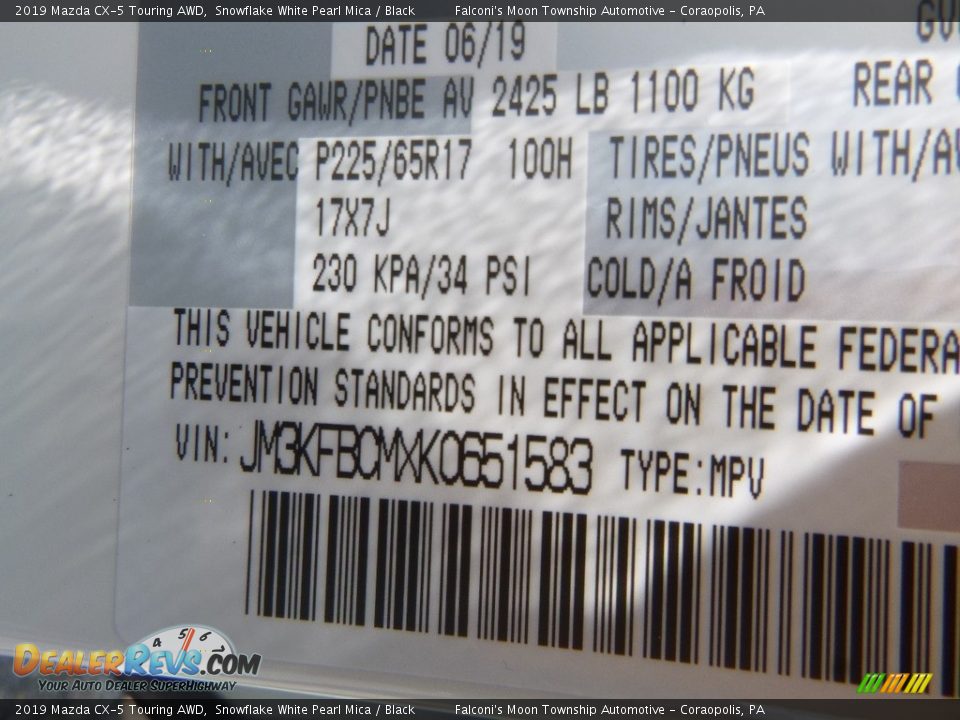 2019 Mazda CX-5 Touring AWD, Snowflake White Pearl Mica / Black Falconi's Moon Township Automotive - Coraopolis, PA
DATE 06/19
FRONT GAWR/PNBE AV 2425 LB 1100 KG REAR
WITH/AVEC P225/65R17 100H TIRES/PNEUS WITH/AV
17X7J RIMS/JANTES
230 KPA/34 PSI COLD/A FROID
THIS VEHICLE CONFORMS TO ALL APPLICABLE FEDERA
PREVENTION STANDARDS IN EFFECT ON THE DATE OF
VIN: JM3KFBCMXK0651583 TYPE:MPV
4 5 6
DEALERREVS.COM
YOUR AUTO DEALER SUPERHIGHWAY
2019 Mazda CX-5 Touring AWD, Snowflake White Pearl Mica / Black Falconi's Moon Township Automotive - Coraopolis, PA